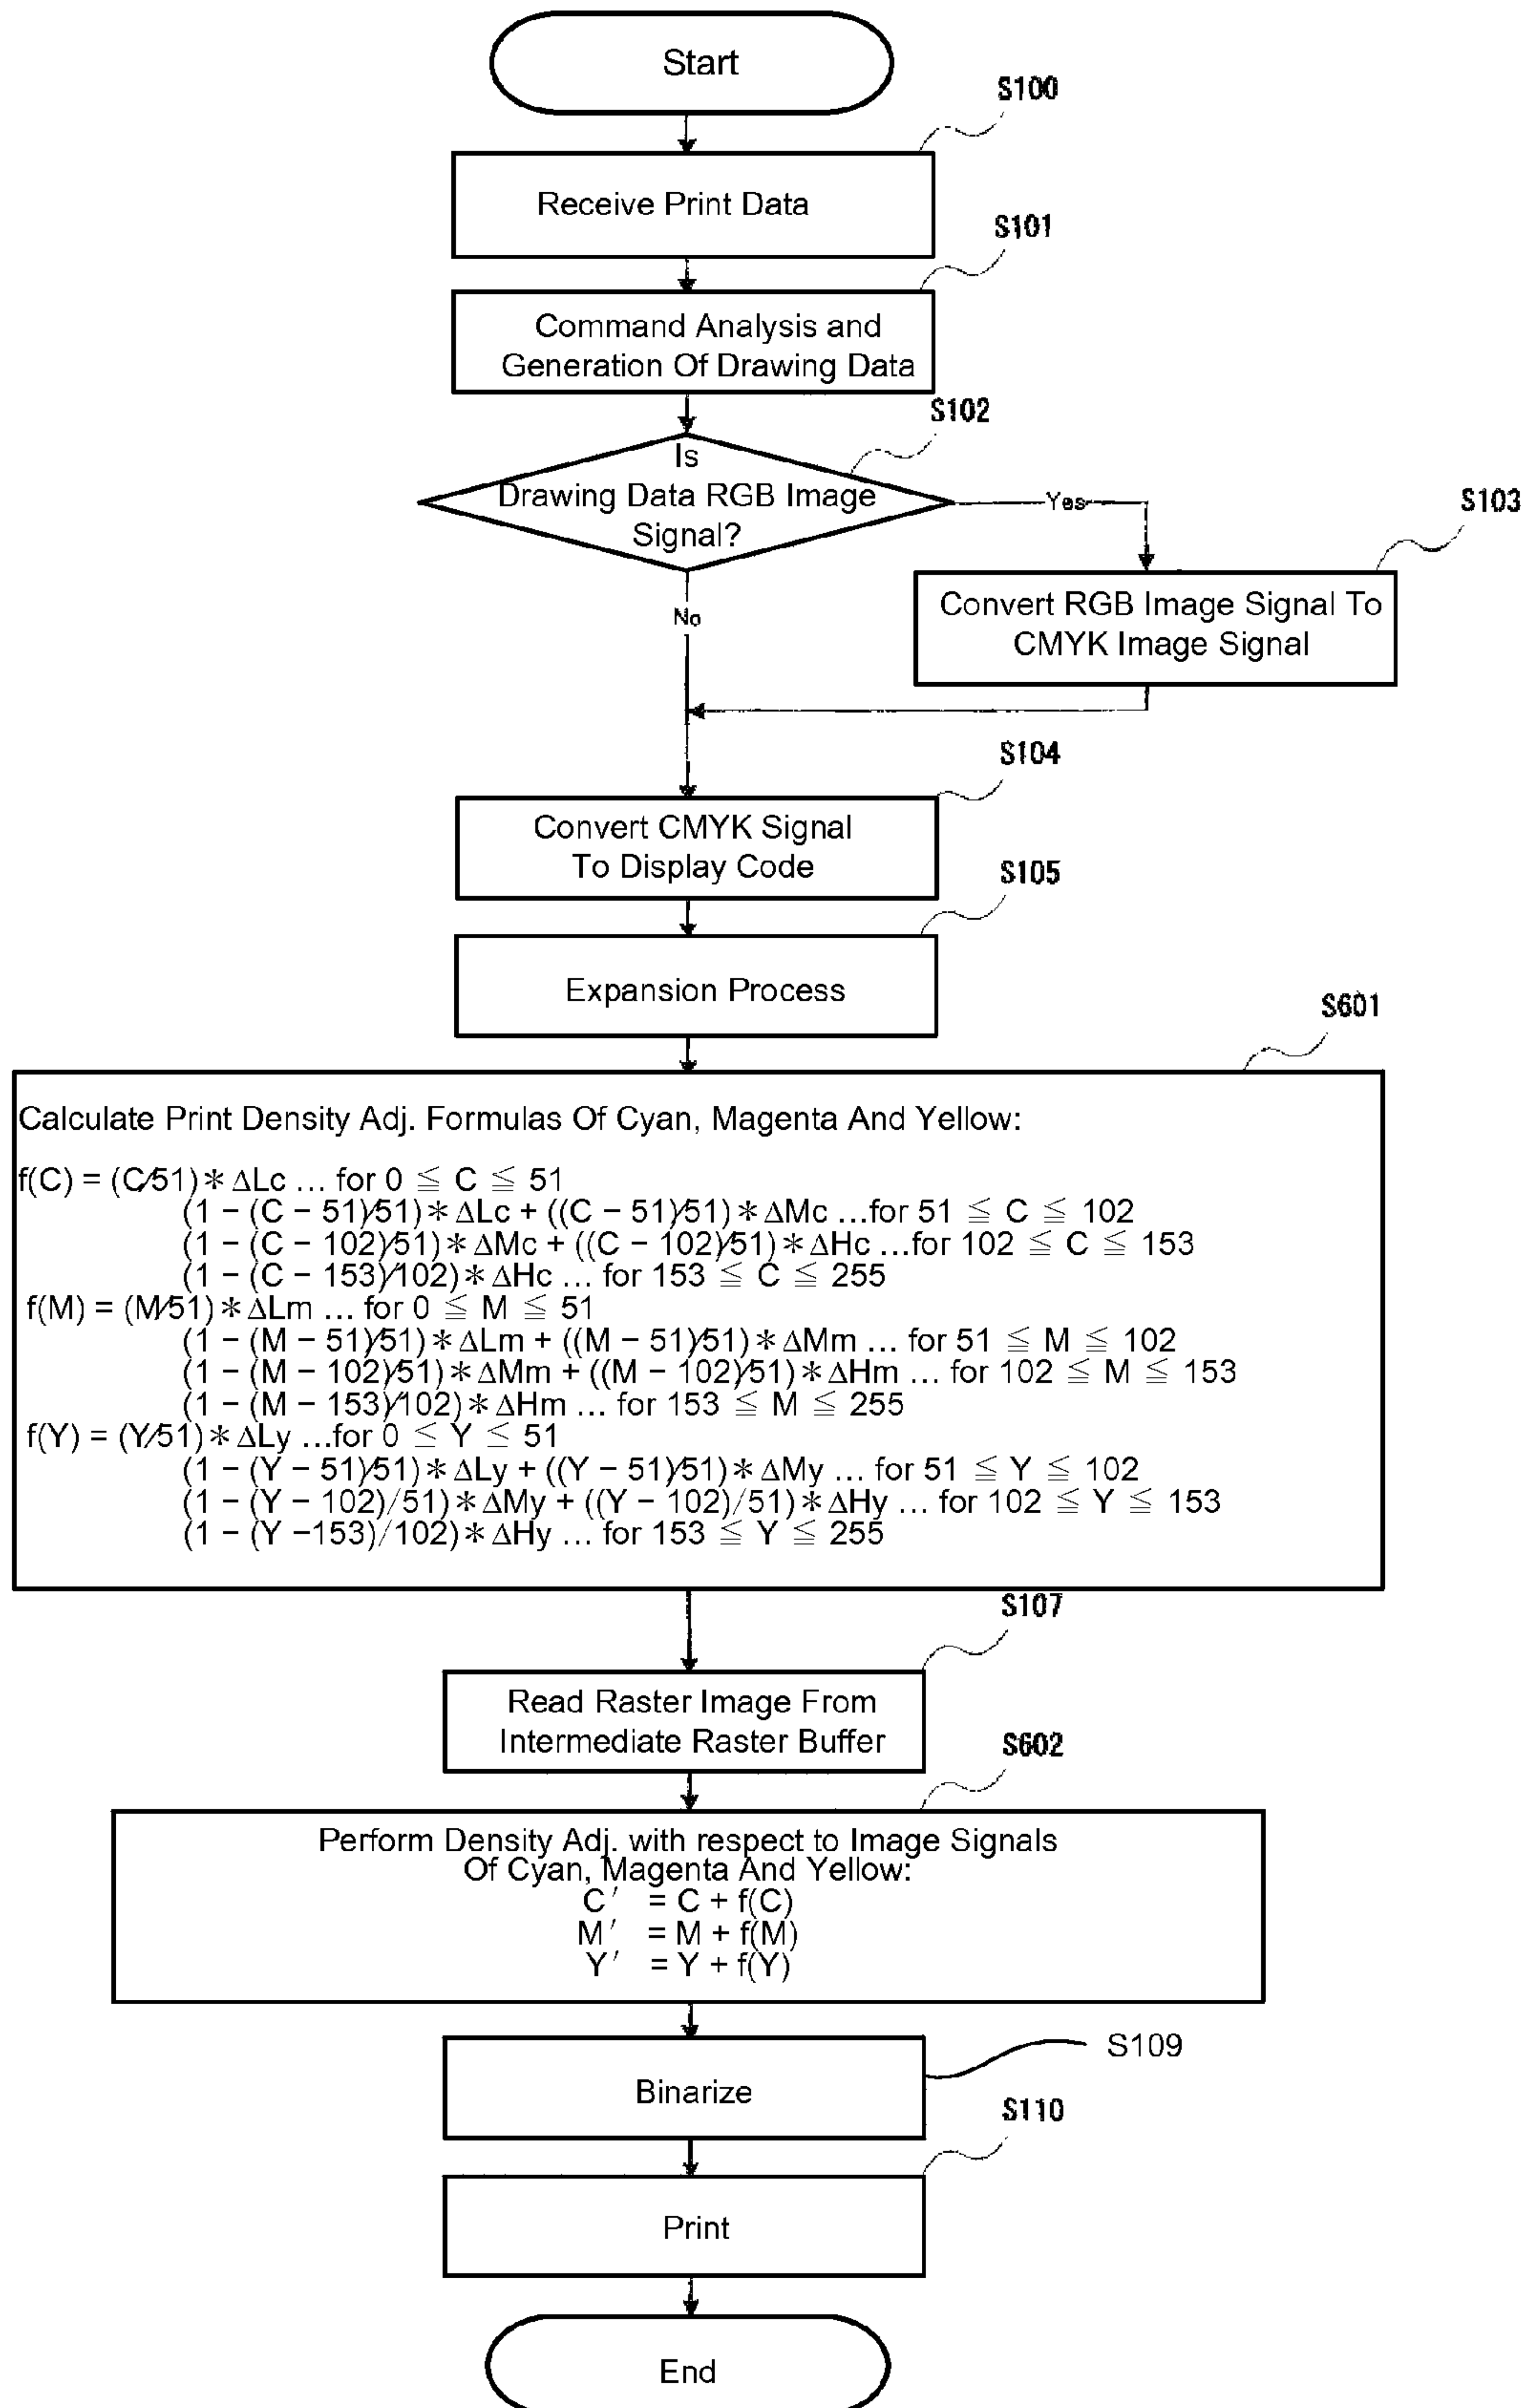 Start
S100
Receive Print Data
S101
Command Analysis and
Generation Of Drawing Data
S102
Is
Drawing Data RGB Image
Signal?
Yes
S103
Convert RGB Image Signal To
CMYK Image Signal
No
S104
Convert CMYK Signal
To Display Code
S105
Expansion Process
S601
Calculate Print Density Adj. Formulas Of Cyan, Magenta And Yellow:
f(C) = (C/51)* ΔLc ... for 0 ≦ C ≦ 51
(1 − (C − 51)/51)* ΔLc + ((C − 51)/51)* ΔMc ...for 51 ≦ C ≦ 102
(1 − (C − 102)/51)* ΔMc + ((C − 102)/51)* ΔHc ...for 102 ≦ C ≦ 153
(1 − (C − 153)/102)* ΔHc ... for 153 ≦ C ≦ 255
f(M) = (M/51)* ΔLm ... for 0 ≦ M ≦ 51
(1 − (M − 51)/51)* ΔLm + ((M − 51)/51)* ΔMm ... for 51 ≦ M ≦ 102
(1 − (M − 102)/51)* ΔMm + ((M − 102)/51)* ΔHm ... for 102 ≦ M ≦ 153
(1 − (M − 153)/102)* ΔHm ... for 153 ≦ M ≦ 255
f(Y) = (Y/51)* ΔLy ...for 0 ≦ Y ≦ 51
(1 − (Y − 51)/51)* ΔLy + ((Y − 51)/51)* ΔMy ... for 51 ≦ Y ≦ 102
(1 − (Y − 102)/51)* ΔMy + ((Y − 102)/51)* ΔHy ... for 102 ≦ Y ≦ 153
(1 − (Y −153)/102)* ΔHy ... for 153 ≦ Y ≦ 255
S107
Read Raster Image From
Intermediate Raster Buffer
S602
Perform Density Adj. with respect to Image Signals
Of Cyan, Magenta And Yellow:
C′ = C + f(C)
M′ = M + f(M)
Y′ = Y + f(Y)
S109
Binarize
S110
Print
End